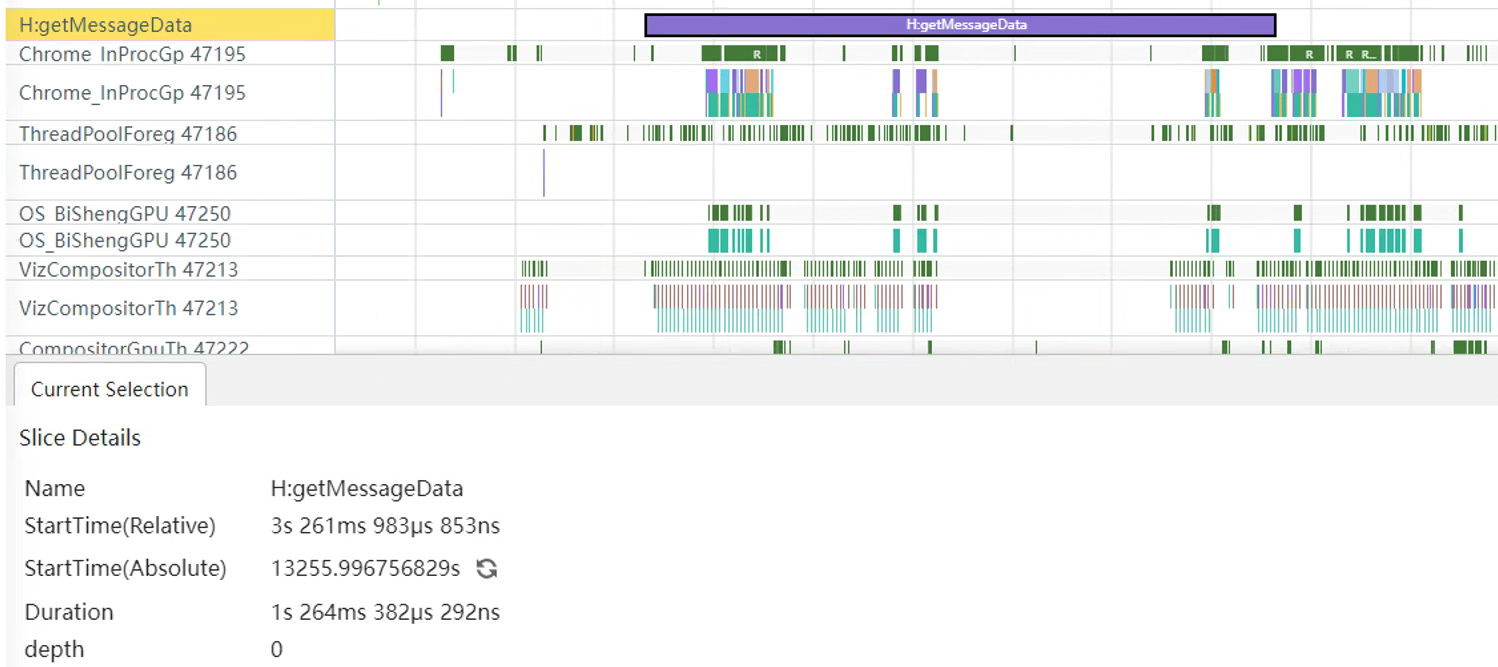 H:getMessageData H:getMessageData
Chrome_InProcGp 47195 R R R_
Chrome_InProcGp 47195
ThreadPoolForeg 47186
ThreadPoolForeg 47186
OS_BiShengGPU 47250
OS_BiShengGPU 47250
VizCompositorTh 47213
VizCompositorTh 47213
CompositorGpuTh 47222
Current Selection
Slice Details
Name H:getMessageData
StartTime(Relative) 3s 261ms 983μs 853ns
StartTime(Absolute) 13255.996756829s
Duration 1s 264ms 382μs 292ns
depth 0